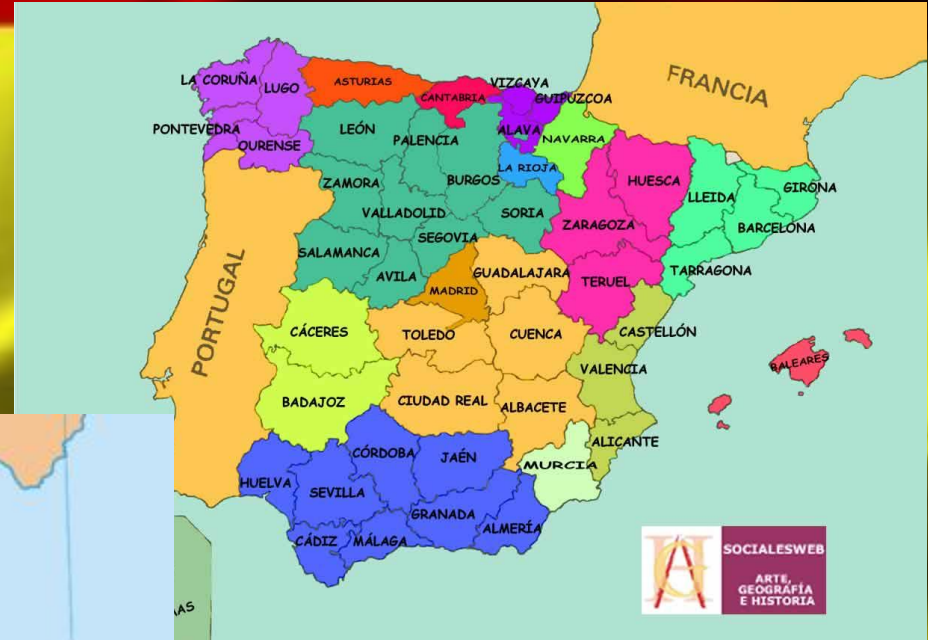 LA CORUÑA
LUGO
ASTURIAS
CANTABRIA
VIZCAYA
GUIPUZCOA
FRANCIA
PONTEVEDRA
OURENSE
LEÓN
PALENCIA
ALAVA
NAVARRA
LA RIOJA
BURGOS
HUESCA
LLEIDA
GIRONA
ZAMORA
VALLADOLID
SORIA
ZARAGOZA
BARCELONA
SEGOVIA
SALAMANCA
AVILA
MADRID
GUADALAJARA
TERUEL
TARRAGONA
PORTUGAL
CÁCERES
TOLEDO
CUENCA
CASTELLÓN
BALEARES
VALENCIA
BADAJOZ
CIUDAD REAL
ALBACETE
ALICANTE
CÓRDOBA
JAÉN
MURCIA
HUELVA
SEVILLA
GRANADA
ALMERÍA
CÁDIZ
MÁLAGA
SOCIALESWEB
ARTE,
GEOGRAFÍA
E HISTORIA